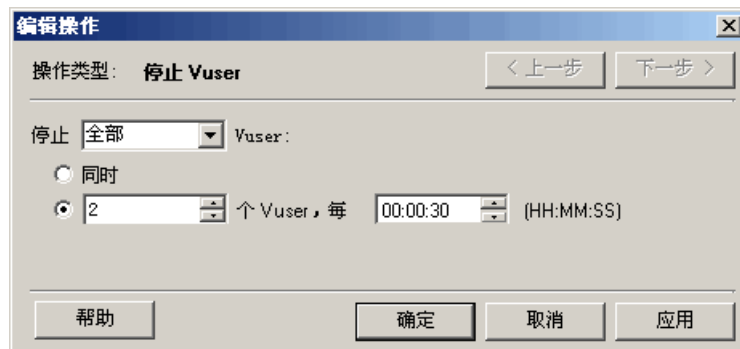 编辑操作
操作类型: 停止 Vuser < 上一步 下一步 >
停止 全部 Vuser:
同时
2 个 Vuser，每 00:00:30 (HH:MM:SS)
帮助 确定 取消 应用